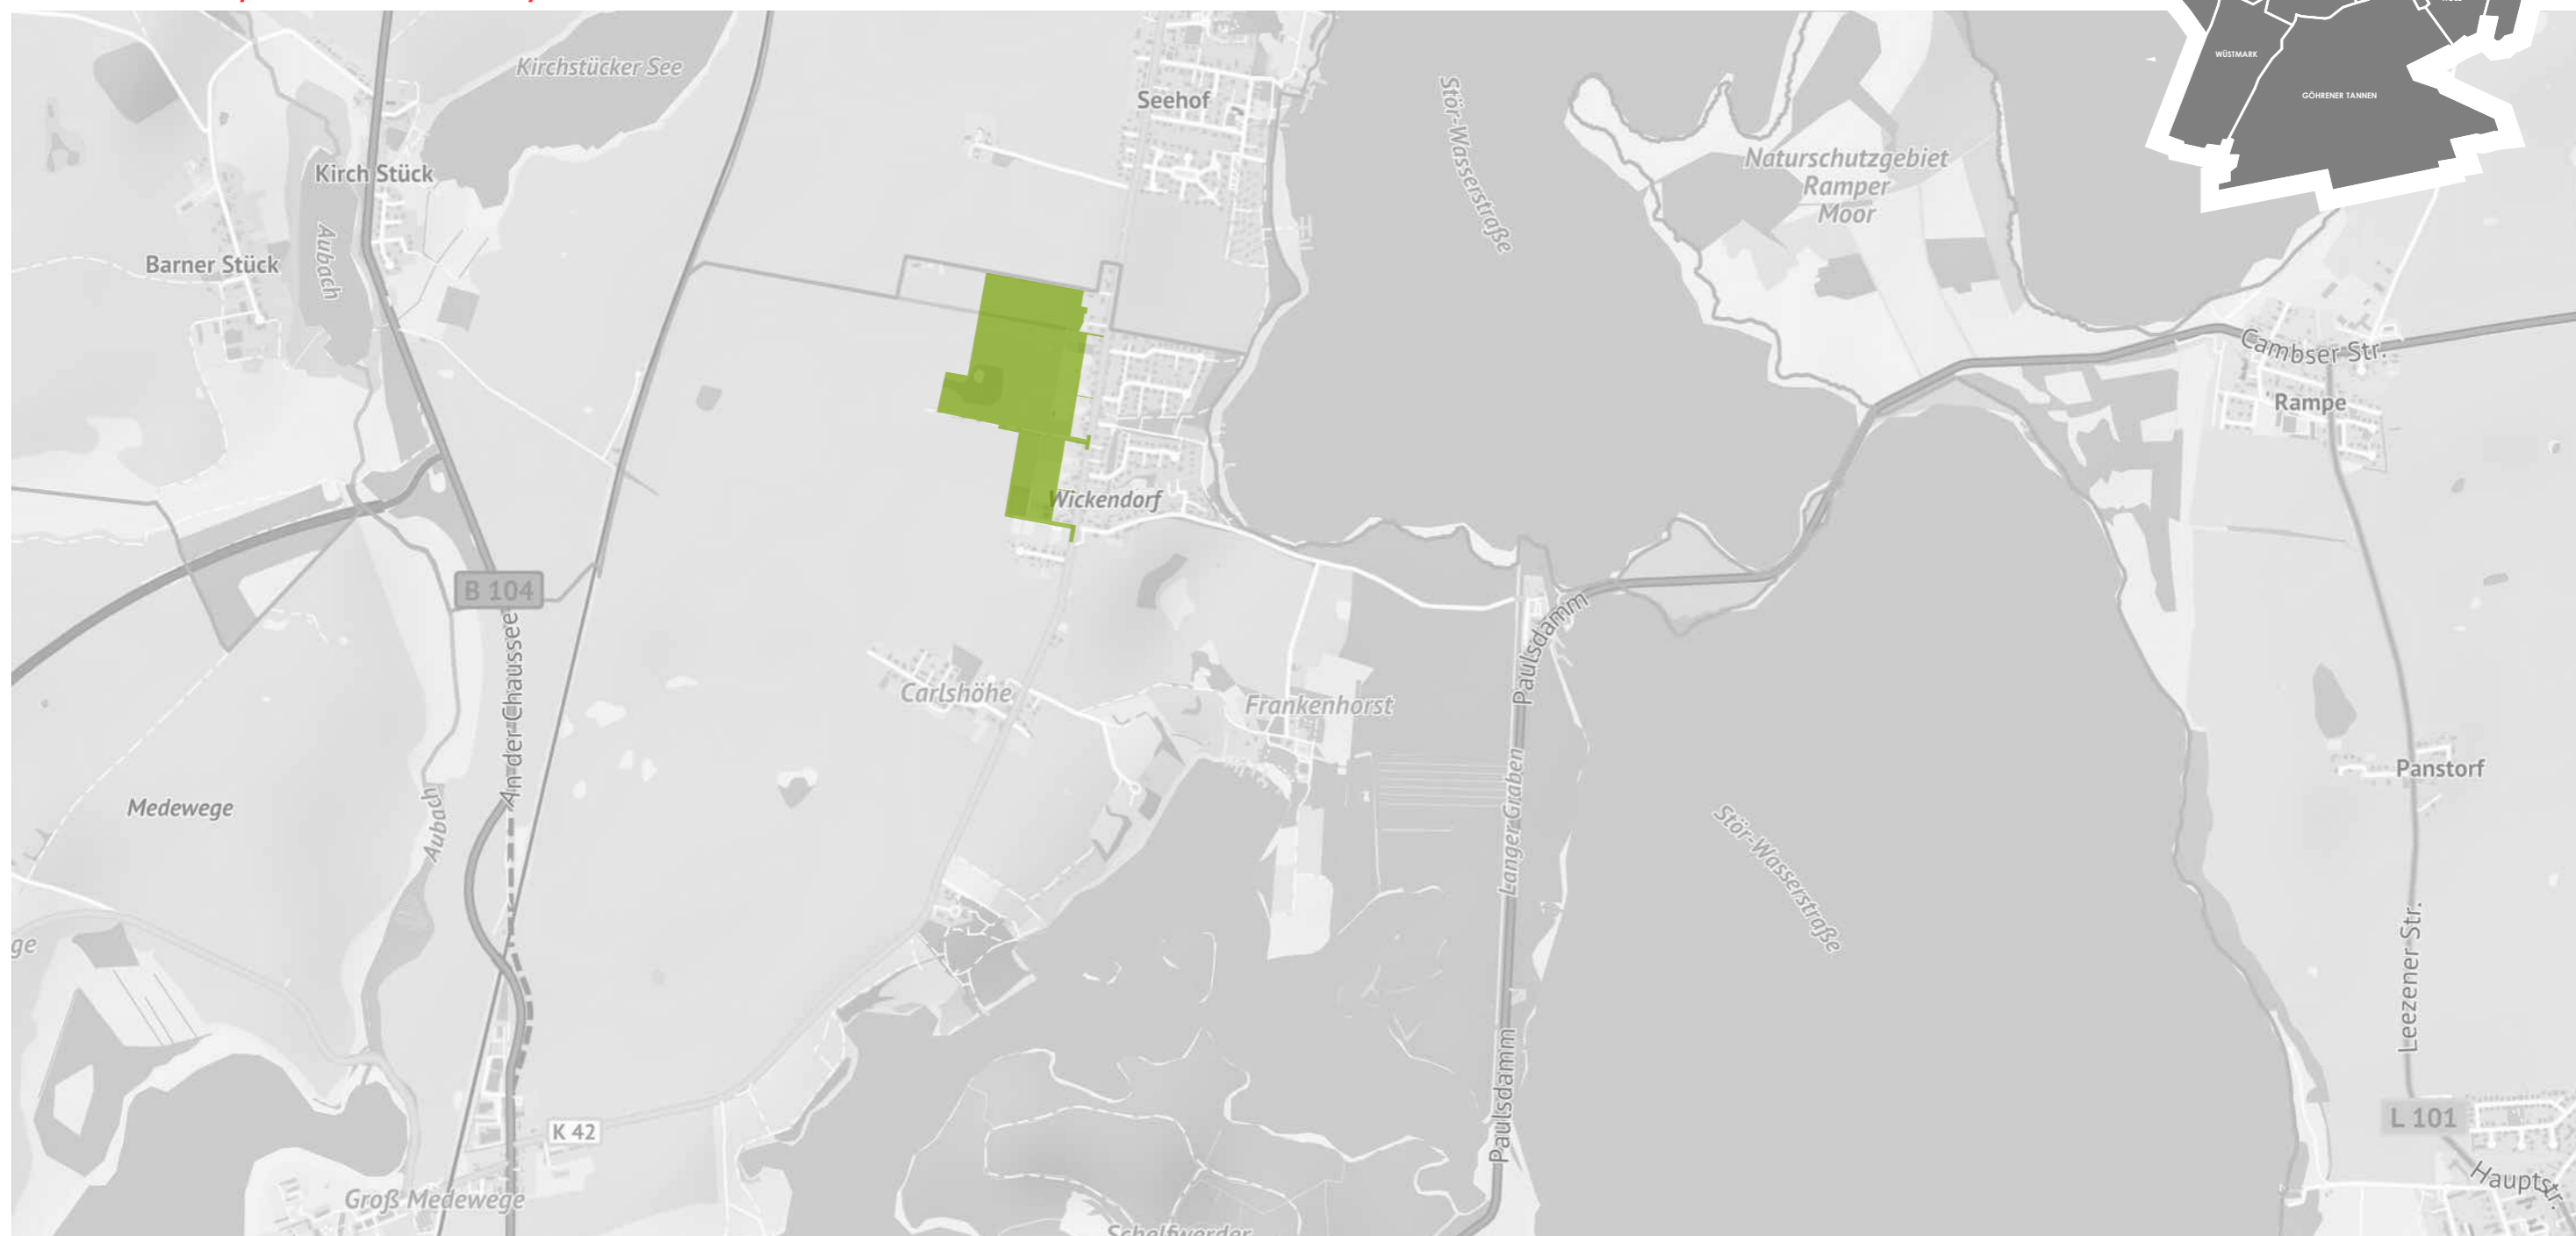 WÜSTMARK
GÖHRENER TANNEN
Kirchstücker See
Seehof
Stör-Wasserstraße
Naturschutzgebiet
Ramper
Moor
Kirch Stück
Aubach
Barner Stück
Cambser Str.
Rampe
Wickendorf
B 104
Paulsdamm
An der Chaussee
Carlshöhe
Frankenhorst
Langer Graben
Panstorf
Medewege
Aubach
Stör-Wasserstraße
ge
Leezener Str.
Paulsdamm
K 42
L 101
Hauptstr.
Groß Medewege
Schelfwerder